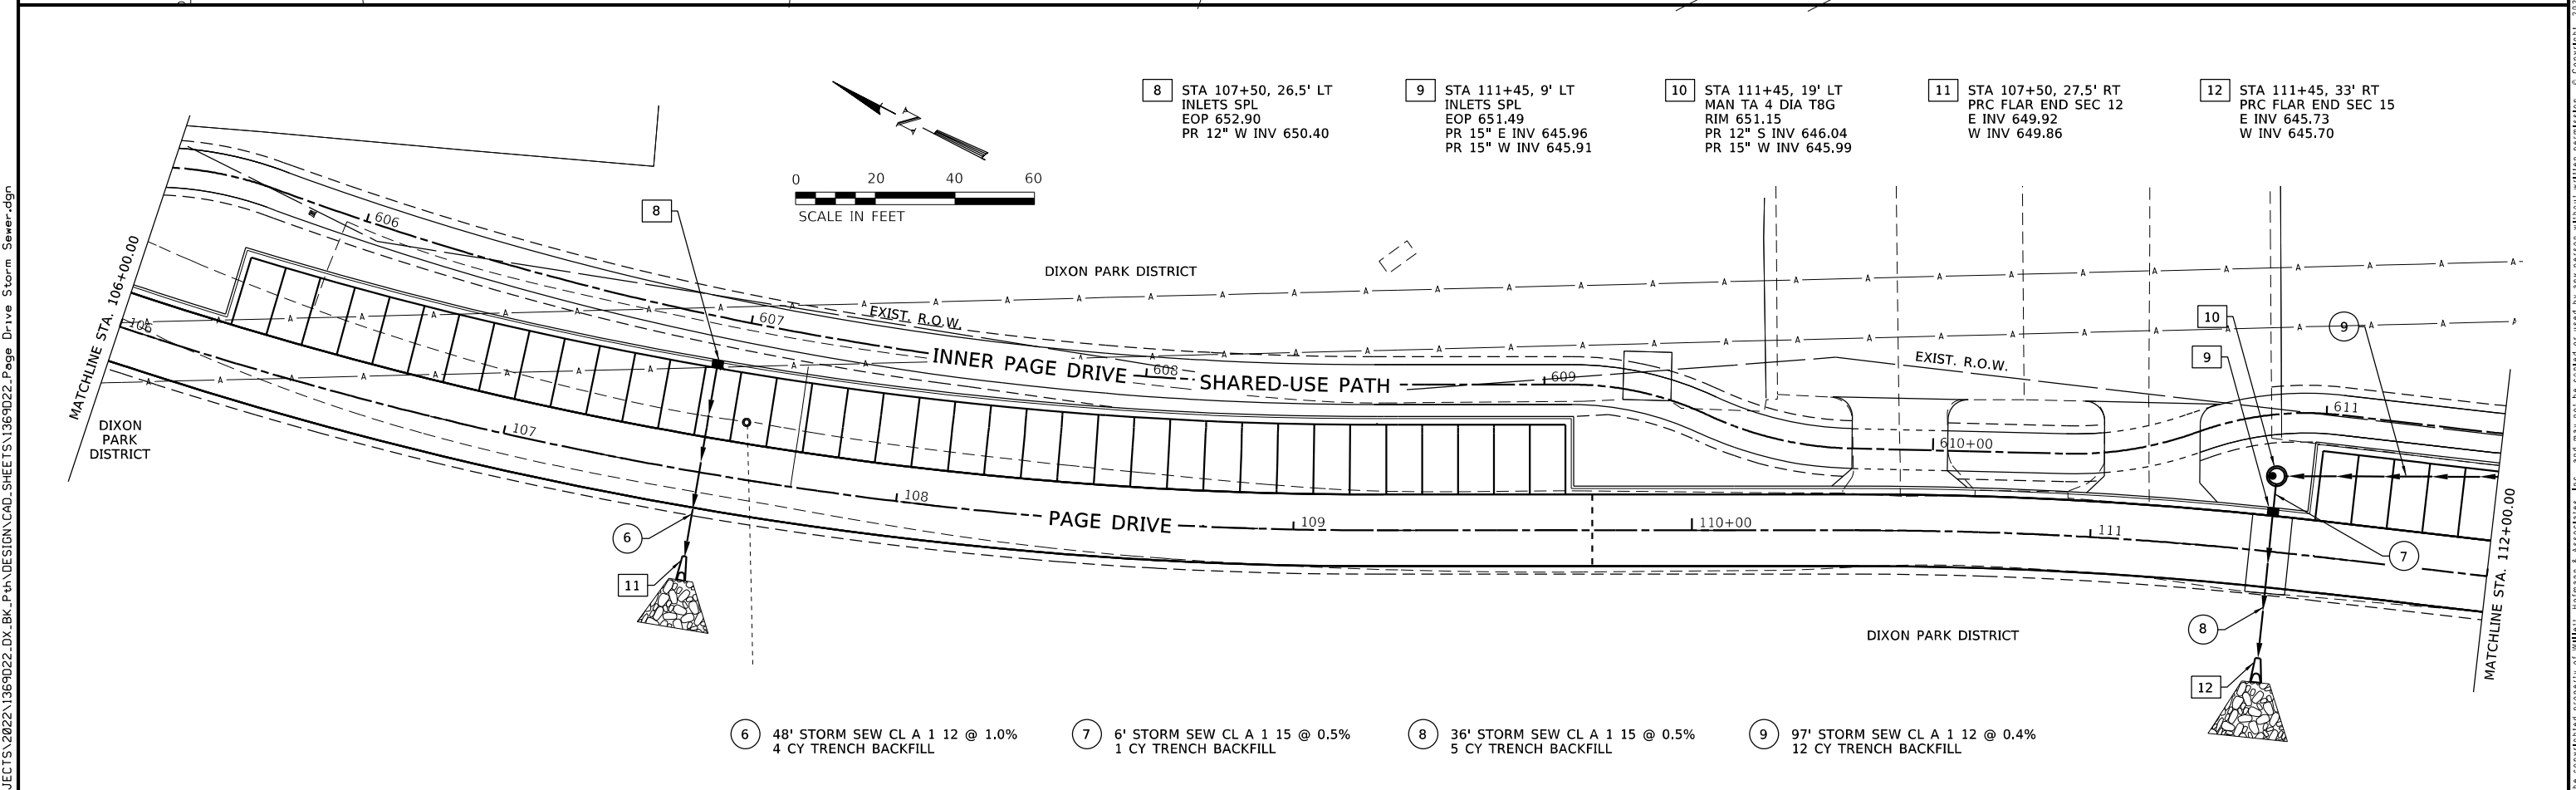 8
STA 107+50, 26.5' LT
INLETS SPL
EOP 652.90
PR 12" W INV 650.40
9
STA 111+45, 9' LT
INLETS SPL
EOP 651.49
PR 15" E INV 645.96
PR 15" W INV 645.91
10
STA 111+45, 19' LT
MAN TA 4 DIA T8G
RIM 651.15
PR 12" S INV 646.04
PR 15" W INV 645.99
11
STA 107+50, 27.5' RT
PRC FLAR END SEC 12
E INV 649.92
W INV 649.86
12
STA 111+45, 33' RT
PRC FLAR END SEC 15
E INV 645.73
W INV 645.70
N
0 20 40 60
SCALE IN FEET
MATCHLINE STA. 106+00.00
106
606
8
607
EXIST. R.O.W.
DIXON PARK DISTRICT
INNER PAGE DRIVE
608
SHARED-USE PATH
609
EXIST. R.O.W.
10
9
9
611
610+00
DIXON
PARK
DISTRICT
107
108
PAGE DRIVE
109
110+00
111
7
MATCHLINE STA. 112+00.00
6
11
8
12
DIXON PARK DISTRICT
6
48' STORM SEW CL A 1 12 @ 1.0%
4 CY TRENCH BACKFILL
7
6' STORM SEW CL A 1 15 @ 0.5%
1 CY TRENCH BACKFILL
8
36' STORM SEW CL A 1 15 @ 0.5%
5 CY TRENCH BACKFILL
9
97' STORM SEW CL A 1 12 @ 0.4%
12 CY TRENCH BACKFILL
JECTS\2022\1369D22_DX_BK_Pth\DESIGN\CAD_SHEETS\1369D22_Page Drive Storm Sewer.dgn